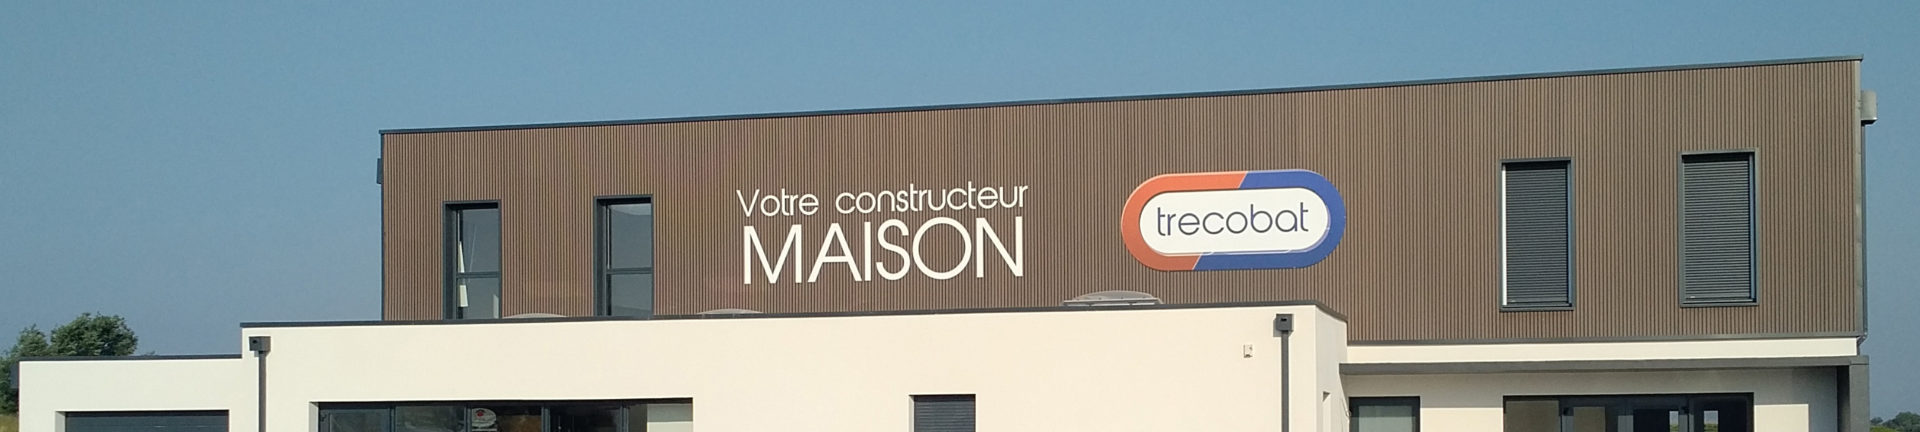 Votre constructeur
MAISON
trecobat